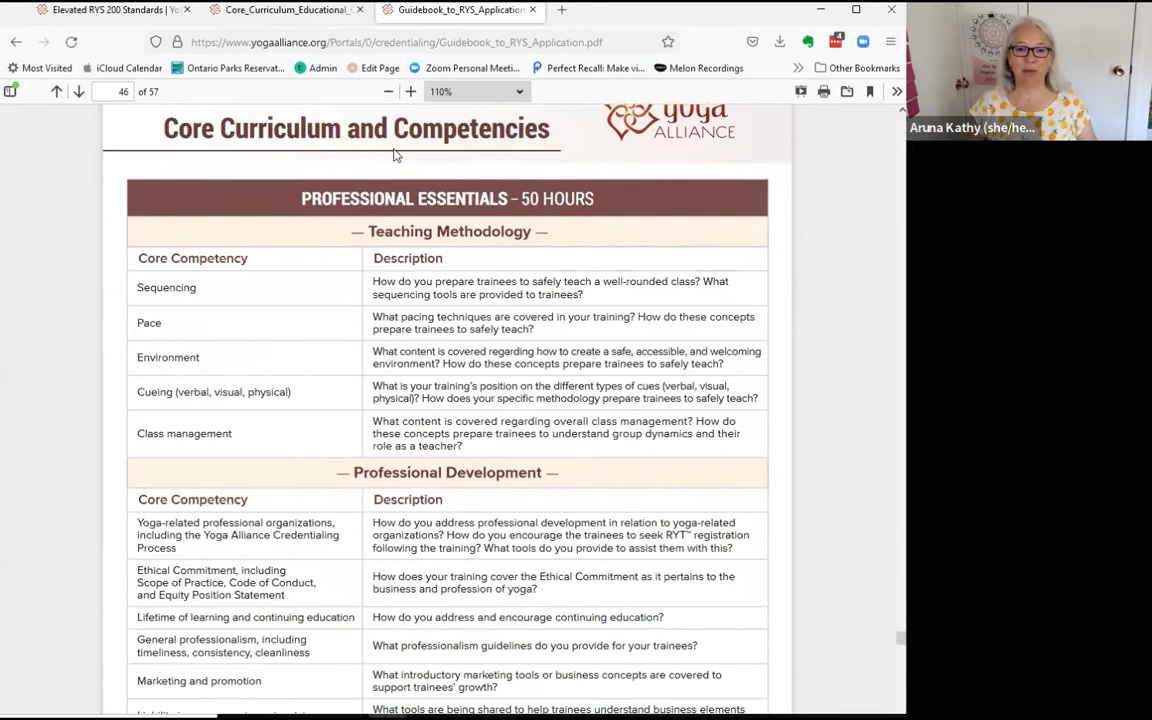 Elevated RYS 200 Standards | Yo
Core_Curriculum_Educational_C
Guidebook_to_RYS_Application.
https://www.yogaalliance.org/Portals/0/credentialing/Guidebook_to_RYS_Application.pdf
4
Most Visited
iCloud Calendar
Ontario Parks Reservat...
Admin
Edit Page
Zoom Personal Meeti...
Perfect Recall: Make vi...
Melon Recordings
Other Bookmarks
46 of 57
110%
Aruna Kathy (she/he...
Core Curriculum and Competencies
yoga
ALLIANCE
PROFESSIONAL ESSENTIALS – 50 HOURS
— Teaching Methodology —
Core Competency
Description
Sequencing
How do you prepare trainees to safely teach a well-rounded class? What
sequencing tools are provided to trainees?
Pace
What pacing techniques are covered in your training? How do these concepts
prepare trainees to safely teach?
Environment
What content is covered regarding how to create a safe, accessible, and welcoming
environment? How do these concepts prepare trainees to safely teach?
Cueing (verbal, visual, physical)
What is your training's position on the different types of cues (verbal, visual,
physical)? How does your specific methodology prepare trainees to safely teach?
Class management
What content is covered regarding overall class management? How do
these concepts prepare trainees to understand group dynamics and their
role as a teacher?
— Professional Development —
Core Competency
Description
Yoga-related professional organizations,
including the Yoga Alliance Credentialing
Process
How do you address professional development in relation to yoga-related
organizations? How do you encourage the trainees to seek RYT™ registration
following the training? What tools do you provide to assist them with this?
Ethical Commitment, including
Scope of Practice, Code of Conduct,
and Equity Position Statement
How does your training cover the Ethical Commitment as it pertains to the
business and profession of yoga?
Lifetime of learning and continuing education
How do you address and encourage continuing education?
General professionalism, including
timeliness, consistency, cleanliness
What professionalism guidelines do you provide for your trainees?
Marketing and promotion
What introductory marketing tools or business concepts are covered to
support trainees' growth?
What tools are being shared to help trainees understand business elements